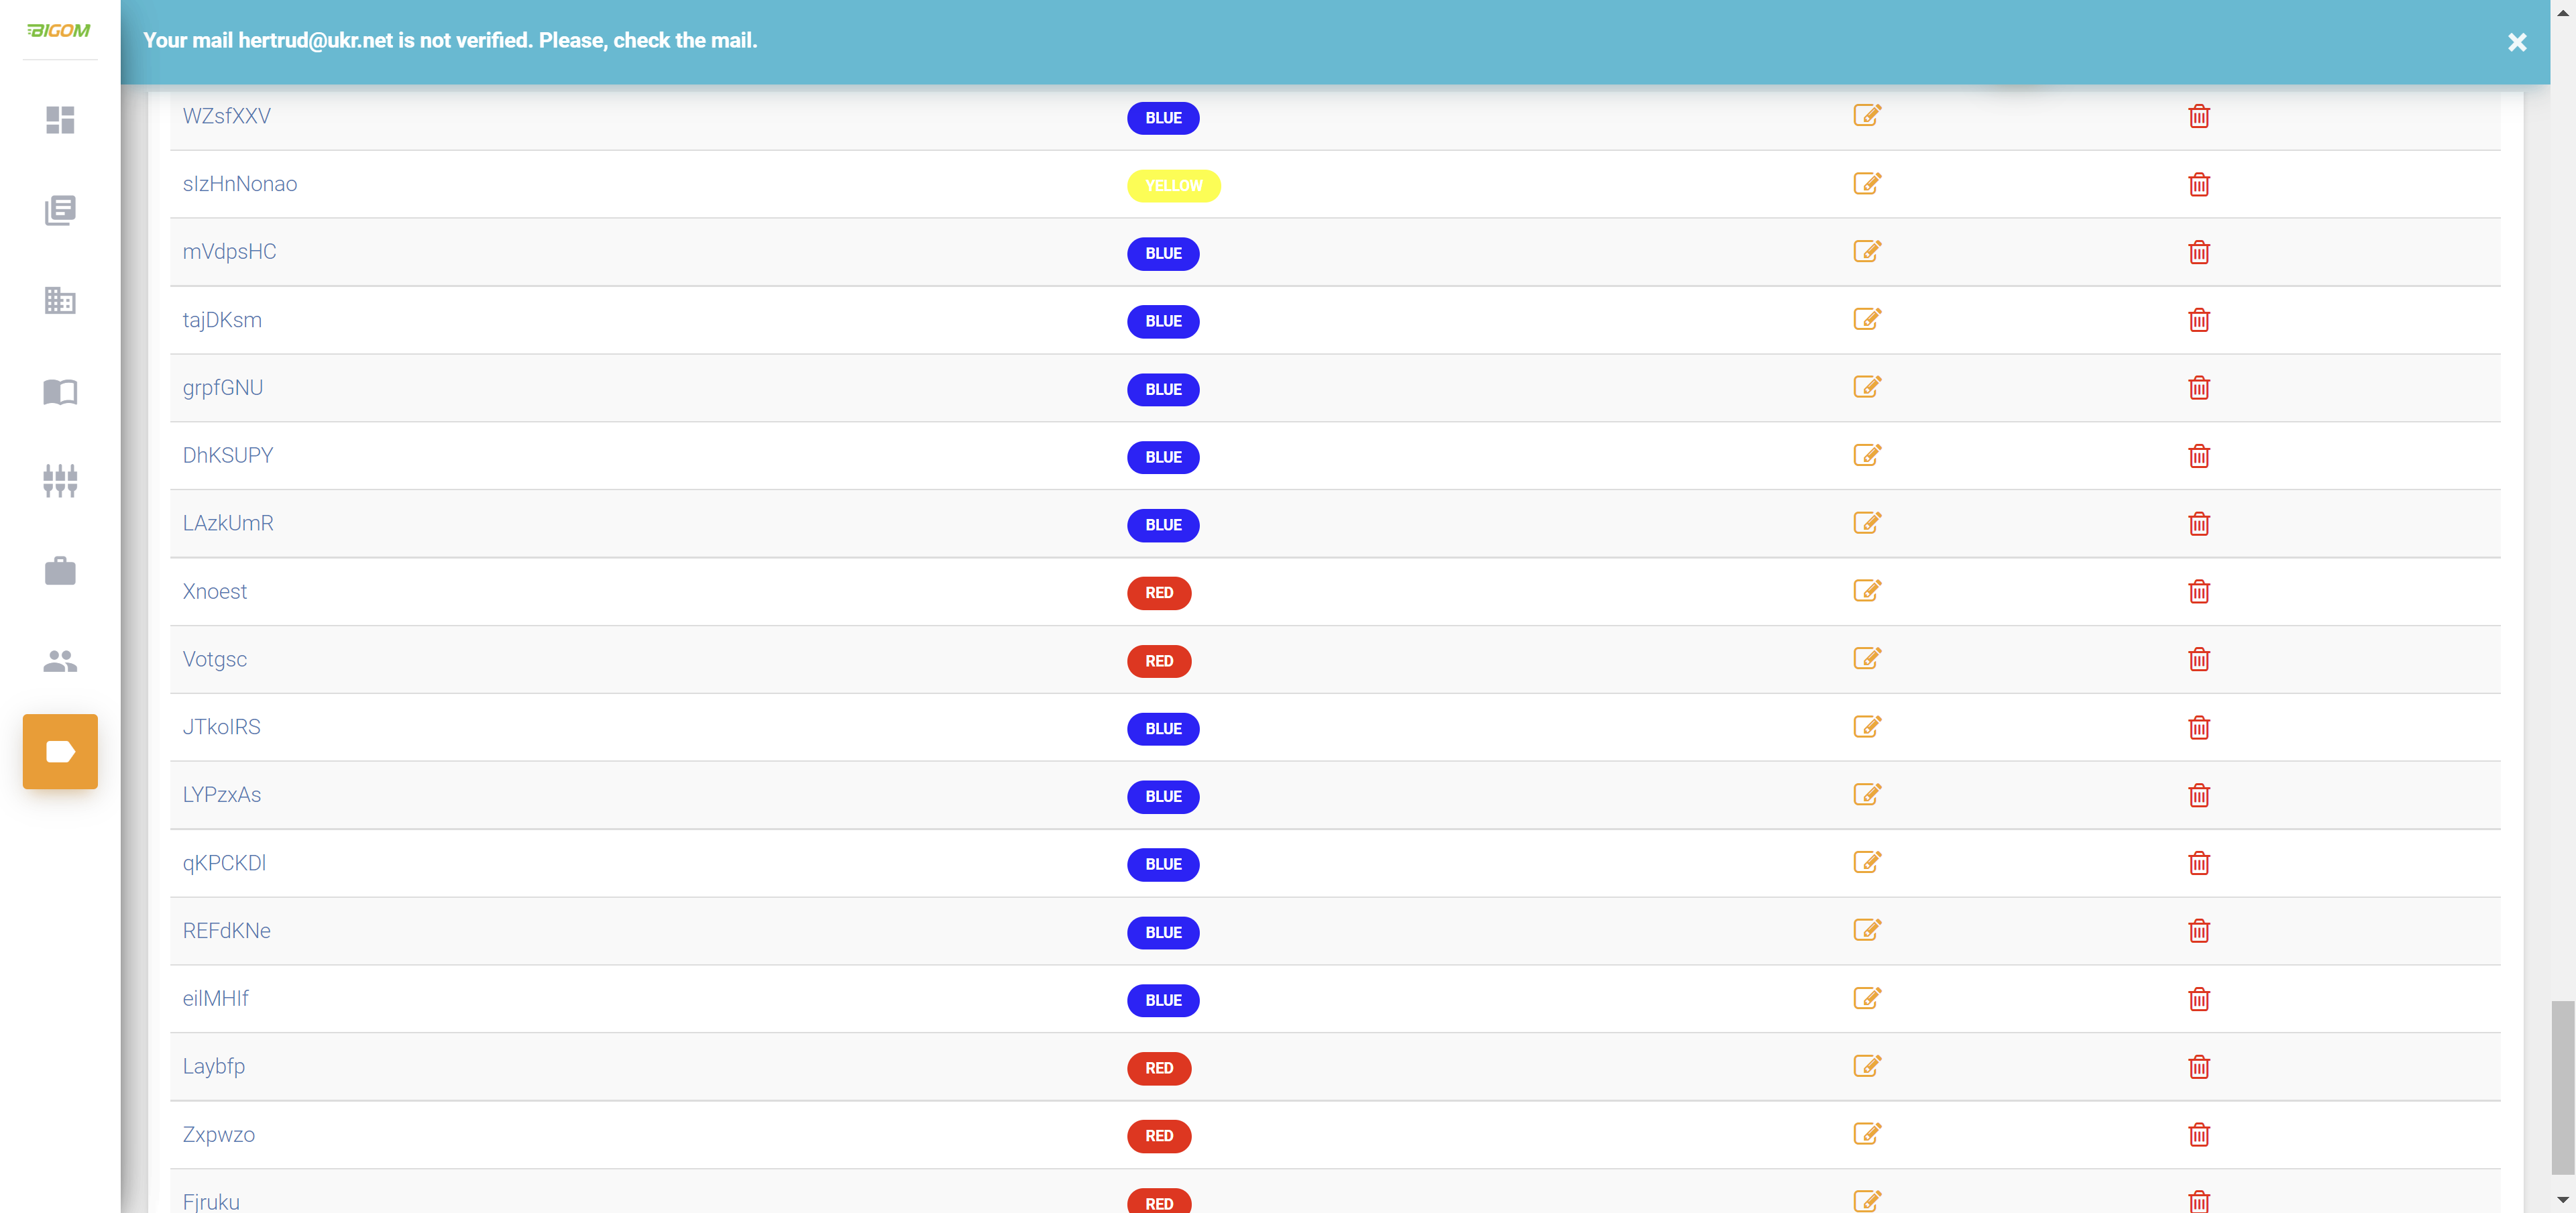 BIGOM
Your mail hertrud@ukr.net is not verified. Please, check the mail.
WZsfXXV BLUE
sIzHnNonao YELLOW
mVdpsHC BLUE
tajDKsm BLUE
grpfGNU BLUE
DhKSUPY BLUE
LAzkUmR BLUE
Xnoest RED
Votgsc RED
JTkoIRS BLUE
LYPzxAs BLUE
qKPCKDl BLUE
REFdKNe BLUE
eilMHIf BLUE
Laybfp RED
Zxpwzo RED
Fjruku RED